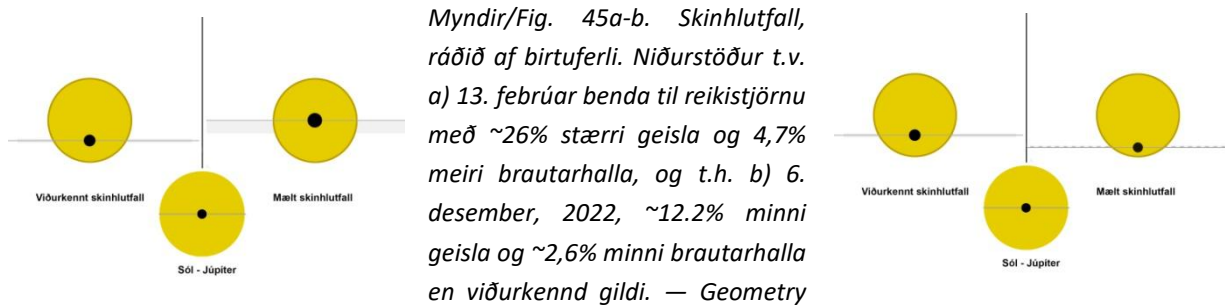 Viðurkennt skinhlutfall
Mælt skinhlutfall
Sól - Júpiter
Myndir/Fig. 45a-b. Skinhlutfall,
ráðið af birtuferli. Niðurstöður t.v.
a) 13. febrúar benda til reikistjörnu
með ~26% stærri geisla og 4,7%
meiri brautarhalla, og t.h. b) 6.
desember, 2022, ~12.2% minni
geisla og ~2,6% minni brautarhalla
en viðurkennd gildi. — Geometry
Viðurkennt skinhlutfall
Mælt skinhlutfall
Sól - Júpiter